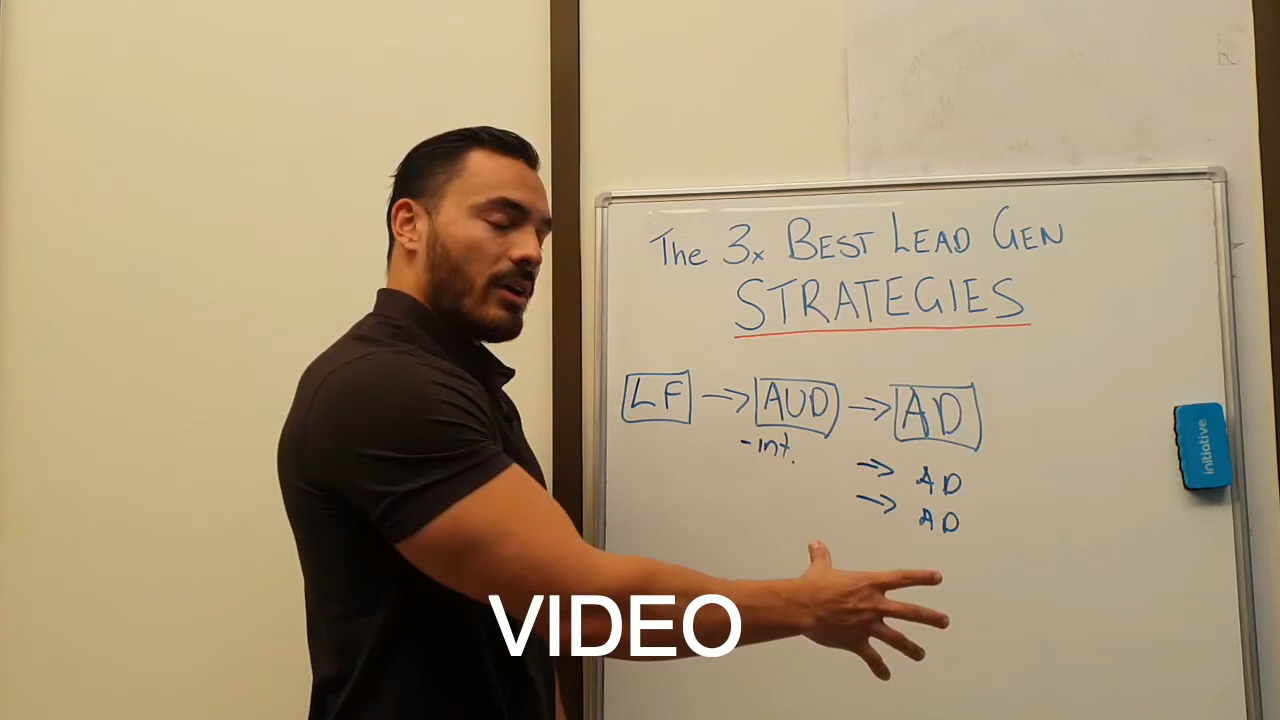 The 3x BEST LEAD GEN
STRATEGIES
LF → AUD → AD
- int.
→ AD
→ AD
initiative
VIDEO